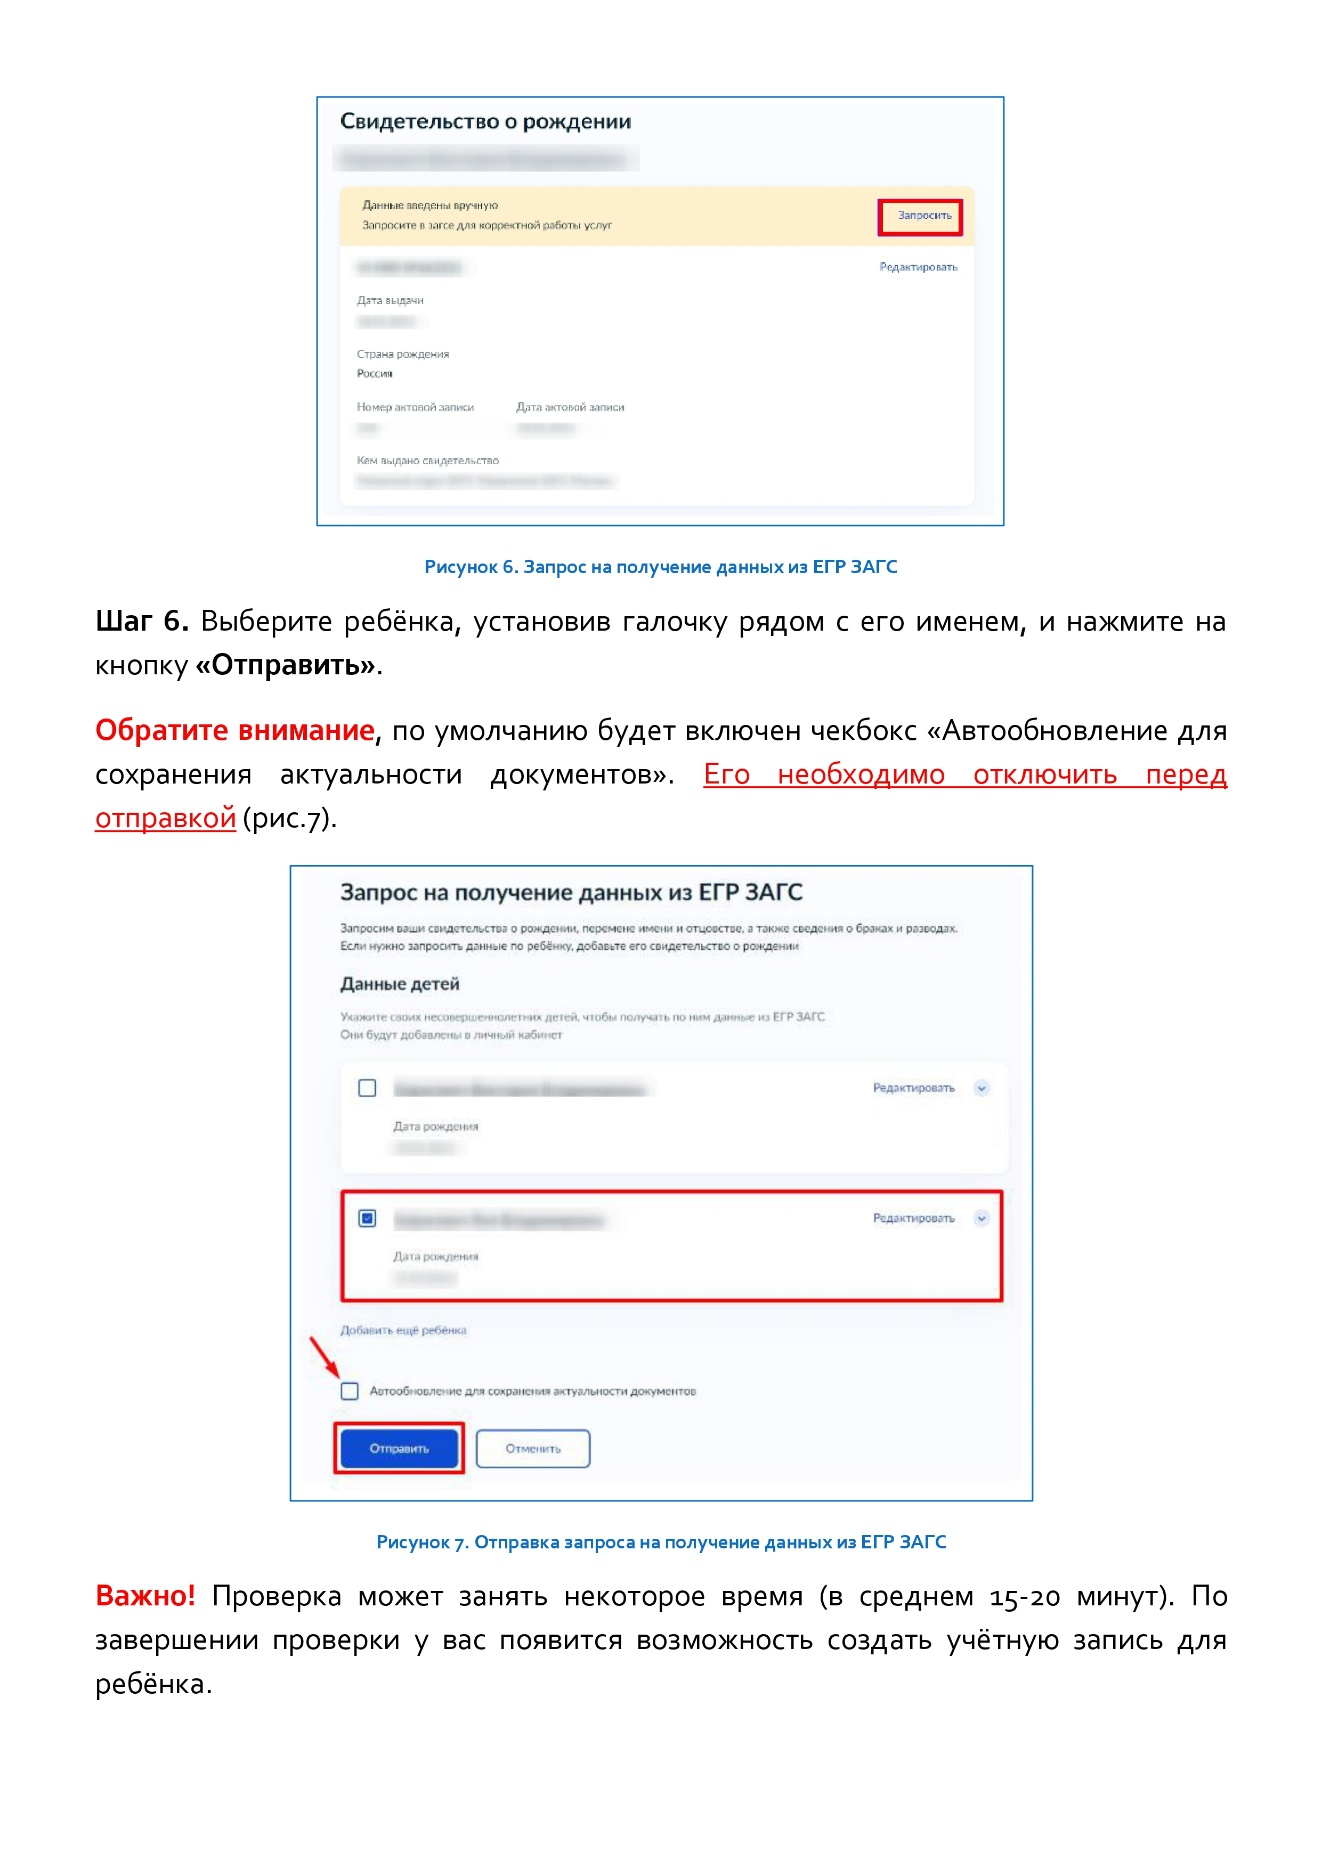 Свидетельство о рождении
Данные введены вручную
Запросите в загсе для корректной работы услуг
Запросить
Редактировать
Дата выдачи
Страна рождения
Россия
Номер актовой записи Дата актовой записи
Кем выдано свидетельство
Рисунок 6. Запрос на получение данных из ЕГР ЗАГС
Шаг 6. Выберите ребёнка, установив галочку рядом с его именем, и нажмите на
кнопку «Отправить».
Обратите внимание, по умолчанию будет включен чекбокс «Автообновление для
сохранения актуальности документов». Его необходимо отключить перед
отправкой (рис.7).
Запрос на получение данных из ЕГР ЗАГС
Запросим ваши свидетельства о рождении, перемене имени и отцовстве, а также сведения о браках и разводах.
Если нужно запросить данные по ребёнку, добавьте его свидетельство о рождении
Данные детей
Укажите своих несовершеннолетних детей, чтобы получать по ним данные из ЕГР ЗАГС
Они будут добавлены в личный кабинет
Редактировать
Дата рождения
Редактировать
Дата рождения
Добавить ещё ребёнка
Автообновление для сохранения актуальности документов
Отправить Отменить
Рисунок 7. Отправка запроса на получение данных из ЕГР ЗАГС
Важно! Проверка может занять некоторое время (в среднем 15-20 минут). По
завершении проверки у вас появится возможность создать учётную запись для
ребёнка.